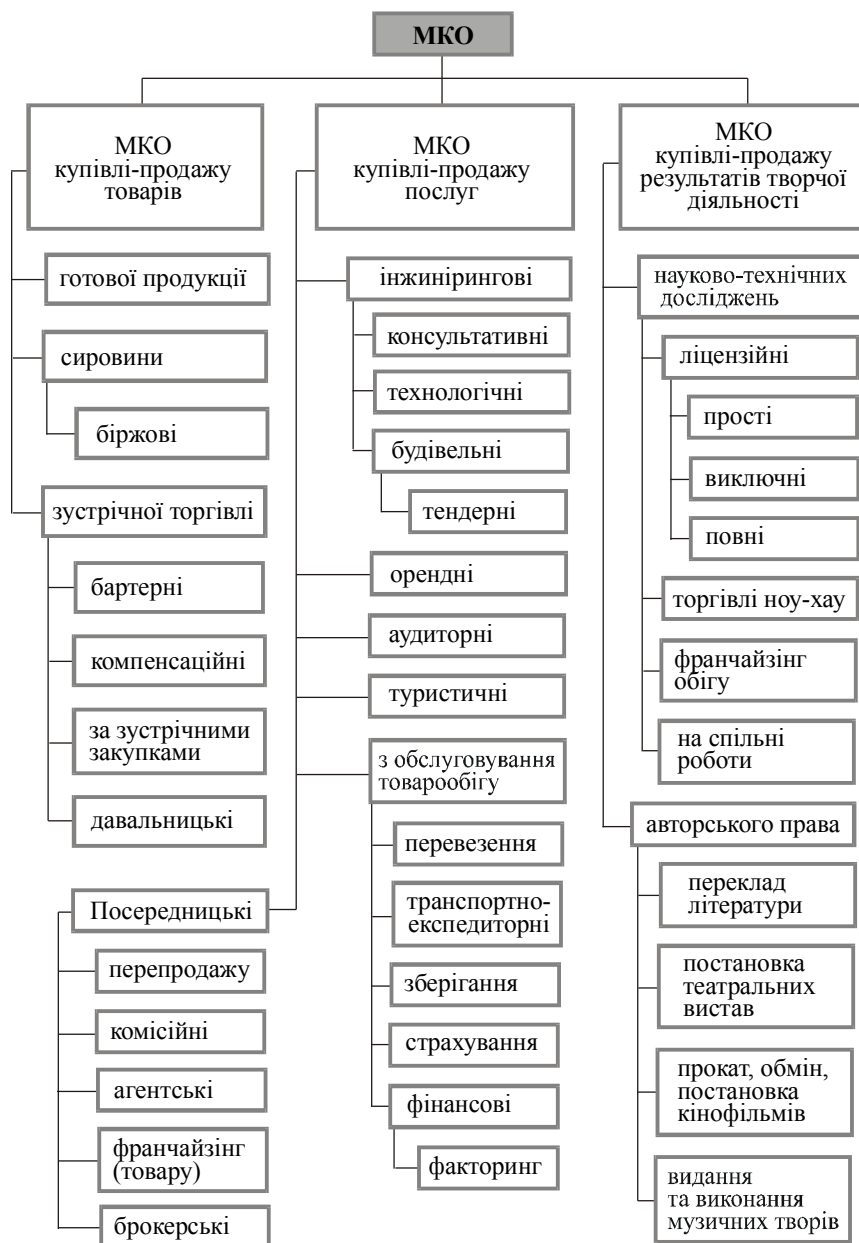 МКО
МКО
купівлі-продажу
товарів
готової продукції
сировини
біржові
зустрічної торгівлі
бартерні
компенсаційні
за зустрічними
закупками
давальницькі
Посередницькі
перепродажу
комісійні
агентські
франчайзінг
(товару)
брокерські
МКО
купівлі-продажу
послуг
інжинірингові
консультативні
технологічні
будівельні
тендерні
орендні
аудиторні
туристичні
з обслуговування
товарообігу
перевезення
транспортно-
експедиторні
зберігання
страхування
фінансові
факторинг
МКО
купівлі-продажу
результатів творчої
діяльності
науково-технічних
досліджень
ліцензійні
прості
виключні
повні
торгівлі ноу-хау
франчайзінг
обігу
на спільні
роботи
авторського права
переклад
літератури
постановка
театральних
вистав
прокат, обмін,
постановка
кінофільмів
видання
та виконання
музичних творів